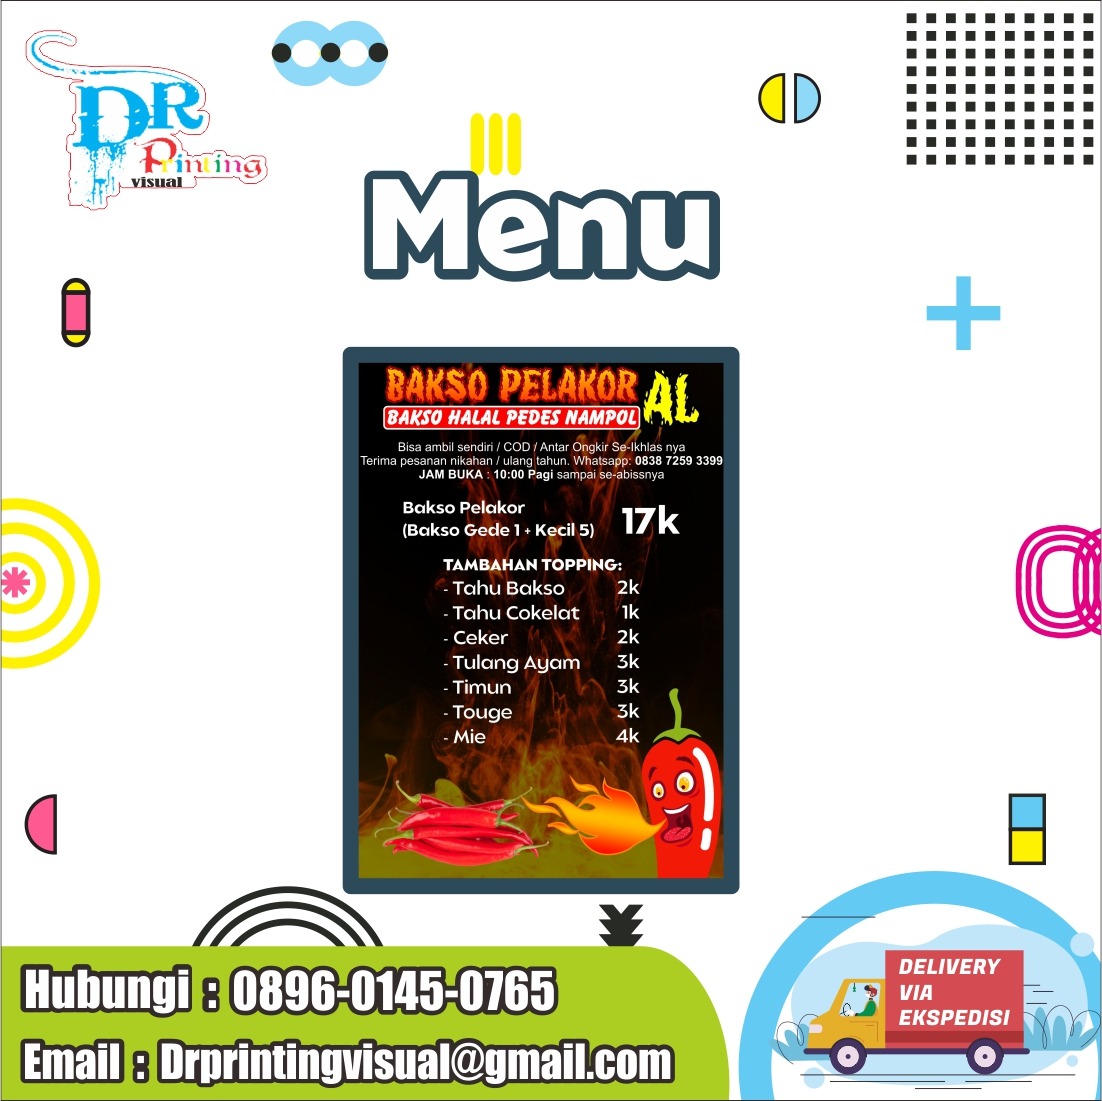 DR
Printing
visual
Menu
BAKSO PELAKOR AL
BAKSO HALAL PEDES NAMPOL
Bisa ambil sendiri / COD / Antar Ongkir Se-Ikhlas nya
Terima pesanan nikahan / ulang tahun. Whatsapp: 0838 7259 3399
JAM BUKA : 10:00 Pagi sampai se-abissnya
Bakso Pelakor
(Bakso Gede 1 + Kecil 5) 17k
TAMBAHAN TOPPING:
- Tahu Bakso 2k
- Tahu Cokelat 1k
- Ceker 2k
- Tulang Ayam 3k
- Timun 3k
- Touge 3k
- Mie 4k
Hubungi : 0896-0145-0765
Email : Drprintingvisual@gmail.com
DELIVERY
VIA
EKSPEDISI